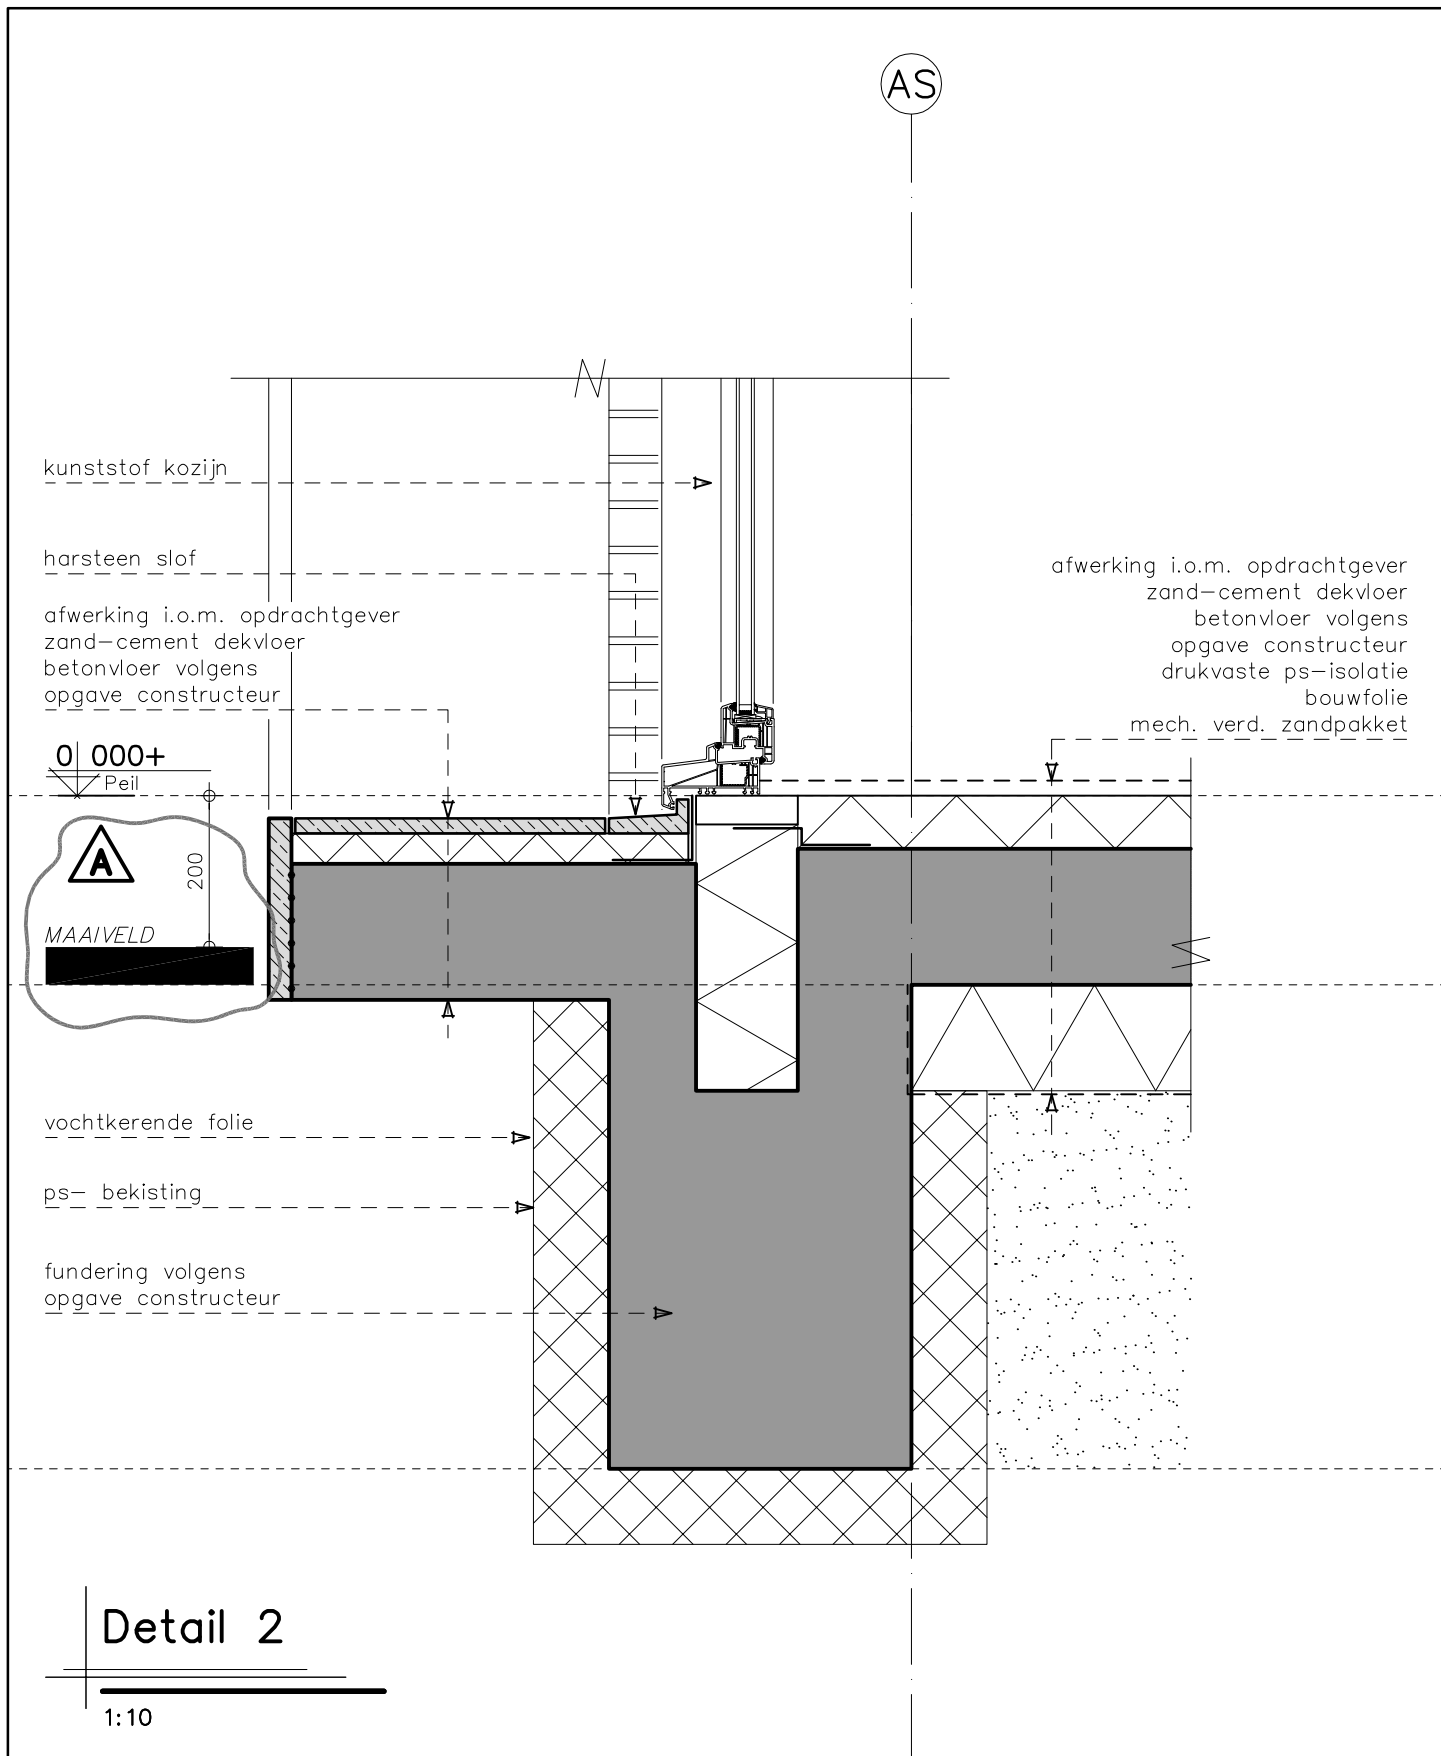 AS
kunststof kozijn
harsteen slof
afwerking i.o.m. opdrachtgever
zand-cement dekvloer
betonvloer volgens
opgave constructeur
afwerking i.o.m. opdrachtgever
zand-cement dekvloer
betonvloer volgens
opgave constructeur
drukvaste ps-isolatie
bouwfolie
mech. verd. zandpakket
0 000+
Peil
A
200
MAAIVELD
vochtkerende folie
ps- bekisting
fundering volgens
opgave constructeur
Detail 2
1:10